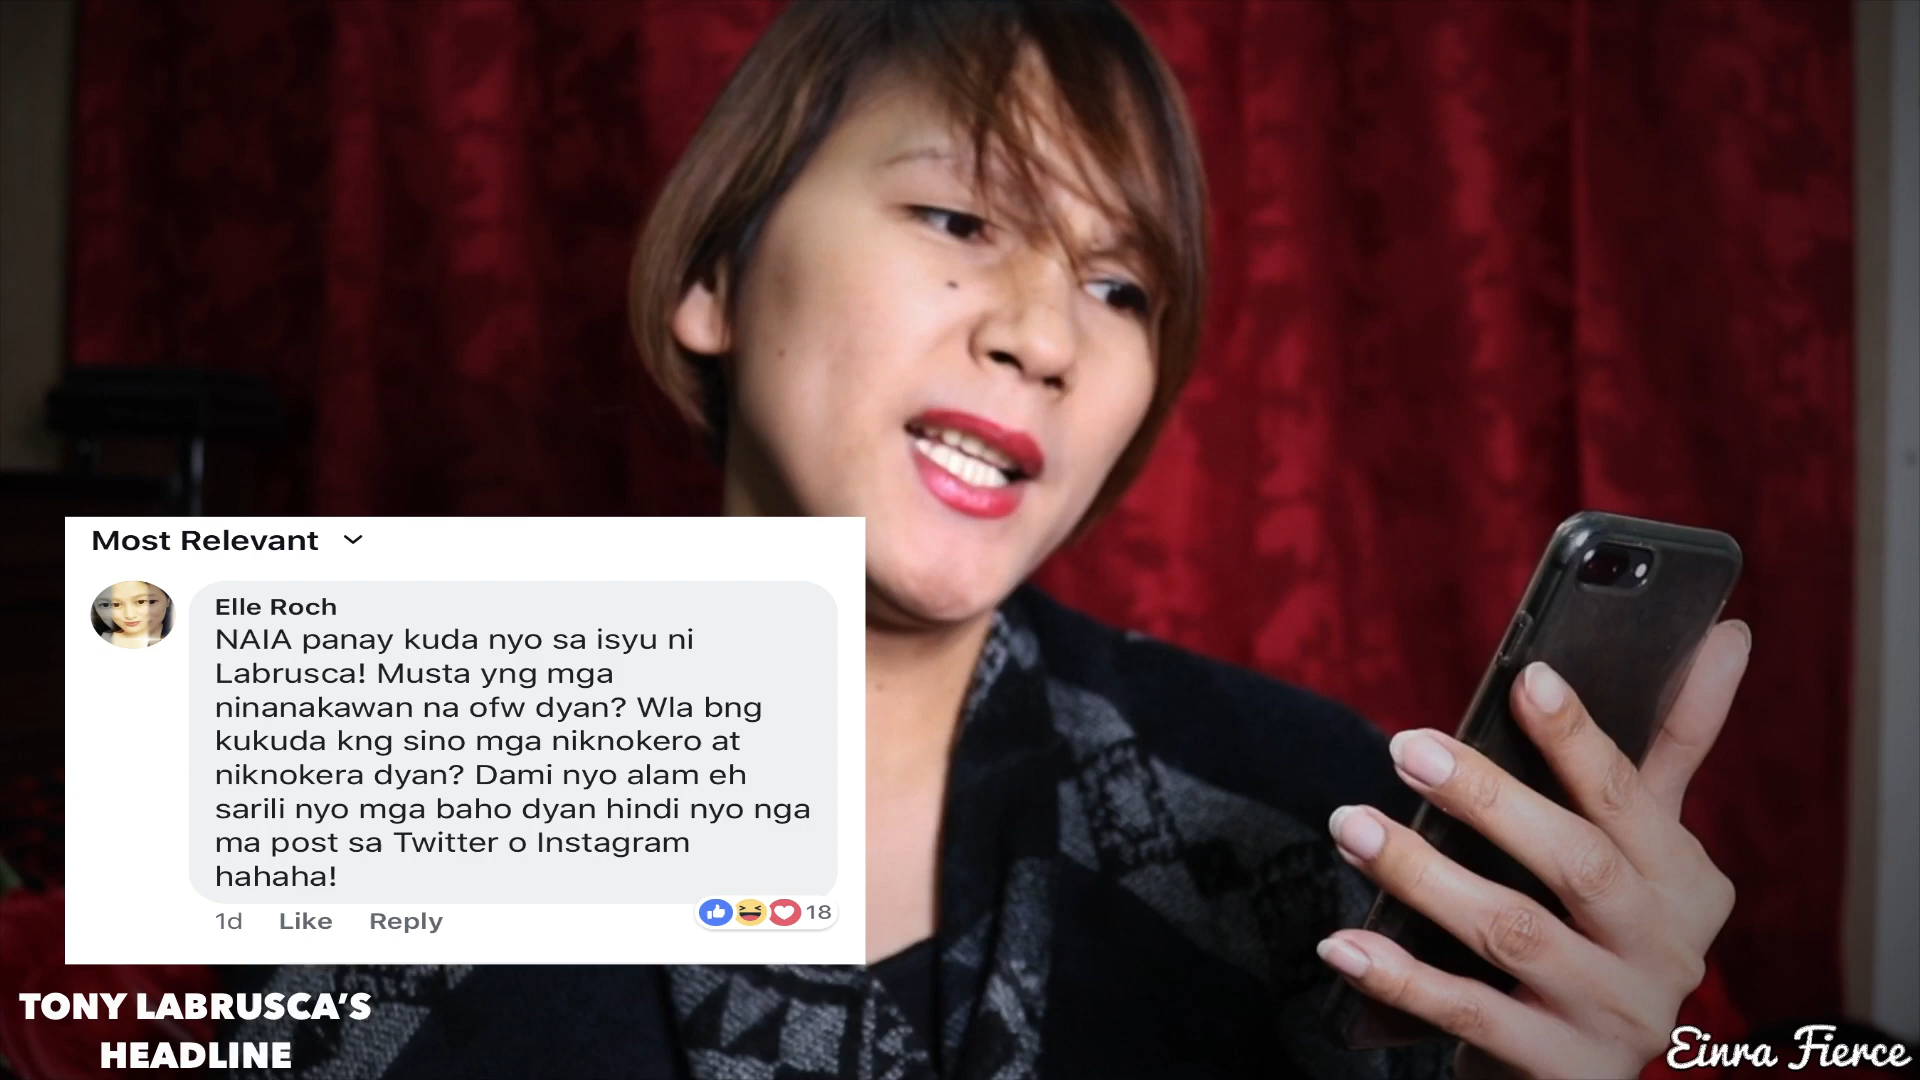 Most Relevant
Elle Roch
NAIA panay kuda nyo sa isyu ni
Labrusca! Musta yng mga
ninanakawan na ofw dyan? Wla bng
kukuda kng sino mga niknokero at
niknokera dyan? Dami nyo alam eh
sarili nyo mga baho dyan hindi nyo nga
ma post sa Twitter o Instagram
hahaha!
1d Like Reply 18
TONY LABRUSCA'S
HEADLINE
Einra Fierce